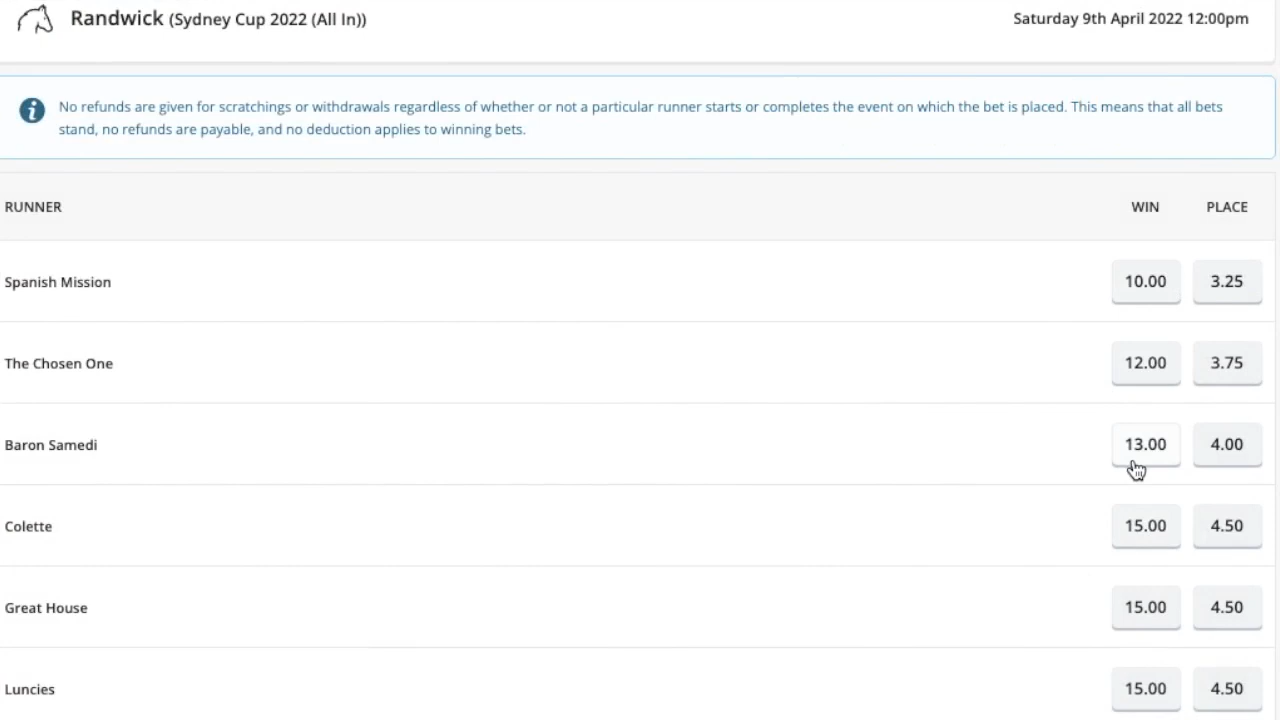 Randwick (Sydney Cup 2022 (All In)) Saturday 9th April 2022 12:00pm
No refunds are given for scratchings or withdrawals regardless of whether or not a particular runner starts or completes the event on which the bet is placed. This means that all bets
stand, no refunds are payable, and no deduction applies to winning bets.
RUNNER WIN PLACE
Spanish Mission 10.00 3.25
The Chosen One 12.00 3.75
Baron Samedi 13.00 4.00
Colette 15.00 4.50
Great House 15.00 4.50
Luncies 15.00 4.50